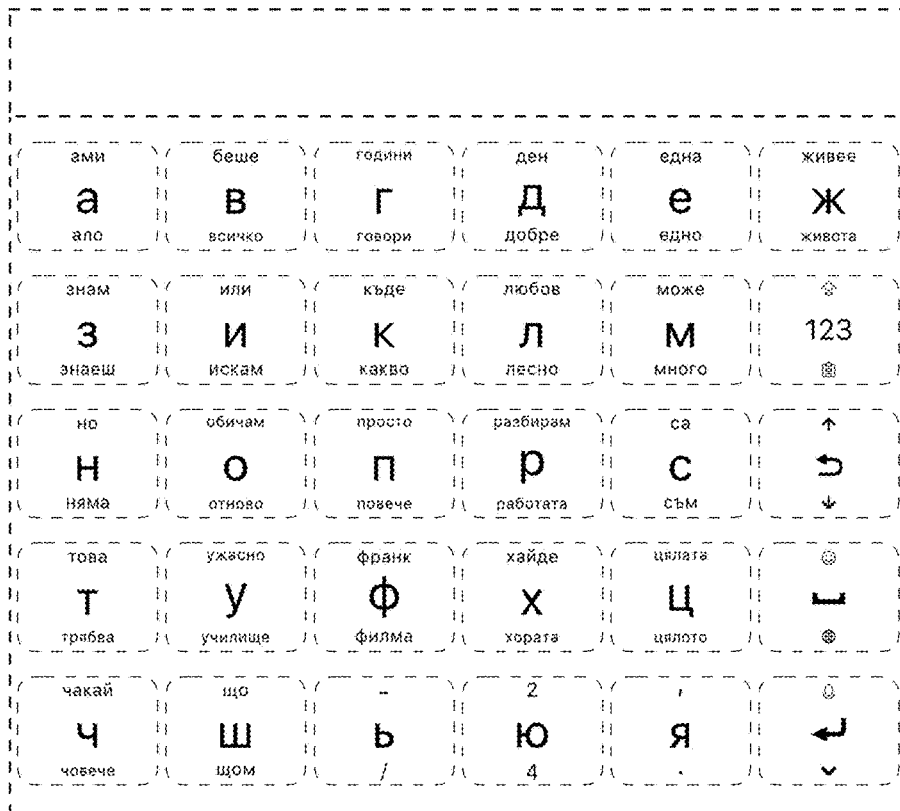 ами беше години ден една живее
а в г д е ж
ало всичко говори добре едно живота
знам или къде любов може
з и к л м 123
знаеш искам какво лесно много
но обичам просто разбирам са
н о п р с
няма отново повече работата съм
това ужасно франк хайде цялата
т у ф х ц
трябва училище филма хората цялото
чакай що - 2 ,
ч ш ь ю я
човече щом / 4 .